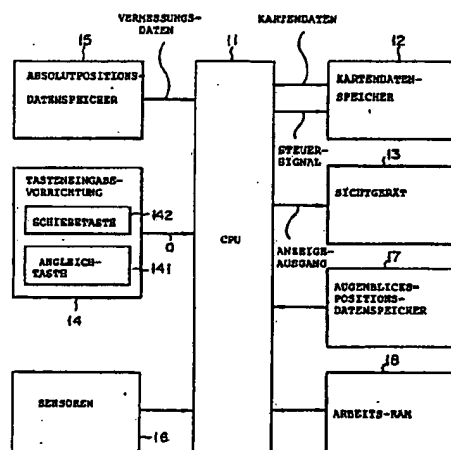 VERMESSUNGS-
DATEN
KARTENDATEN
15
11
12
ABSOLUTPOSITIONS-
DATENSPEICHER
KARTENDATEN-
SPEICHER
STEUER-
SIGNAL
13
TASTENEINGABE-
VORRICHTUNG
SCHIEBETASTE
142
ANGLEICH-
TASTE
141
14
O
CPU
SICHTGERÄT
ANZEIGE-
AUSGANG
17
AUGENBLICKS-
POSITIONS-
DATENSPEICHER
18
SENSOREN
16
ARBEITS-RAM